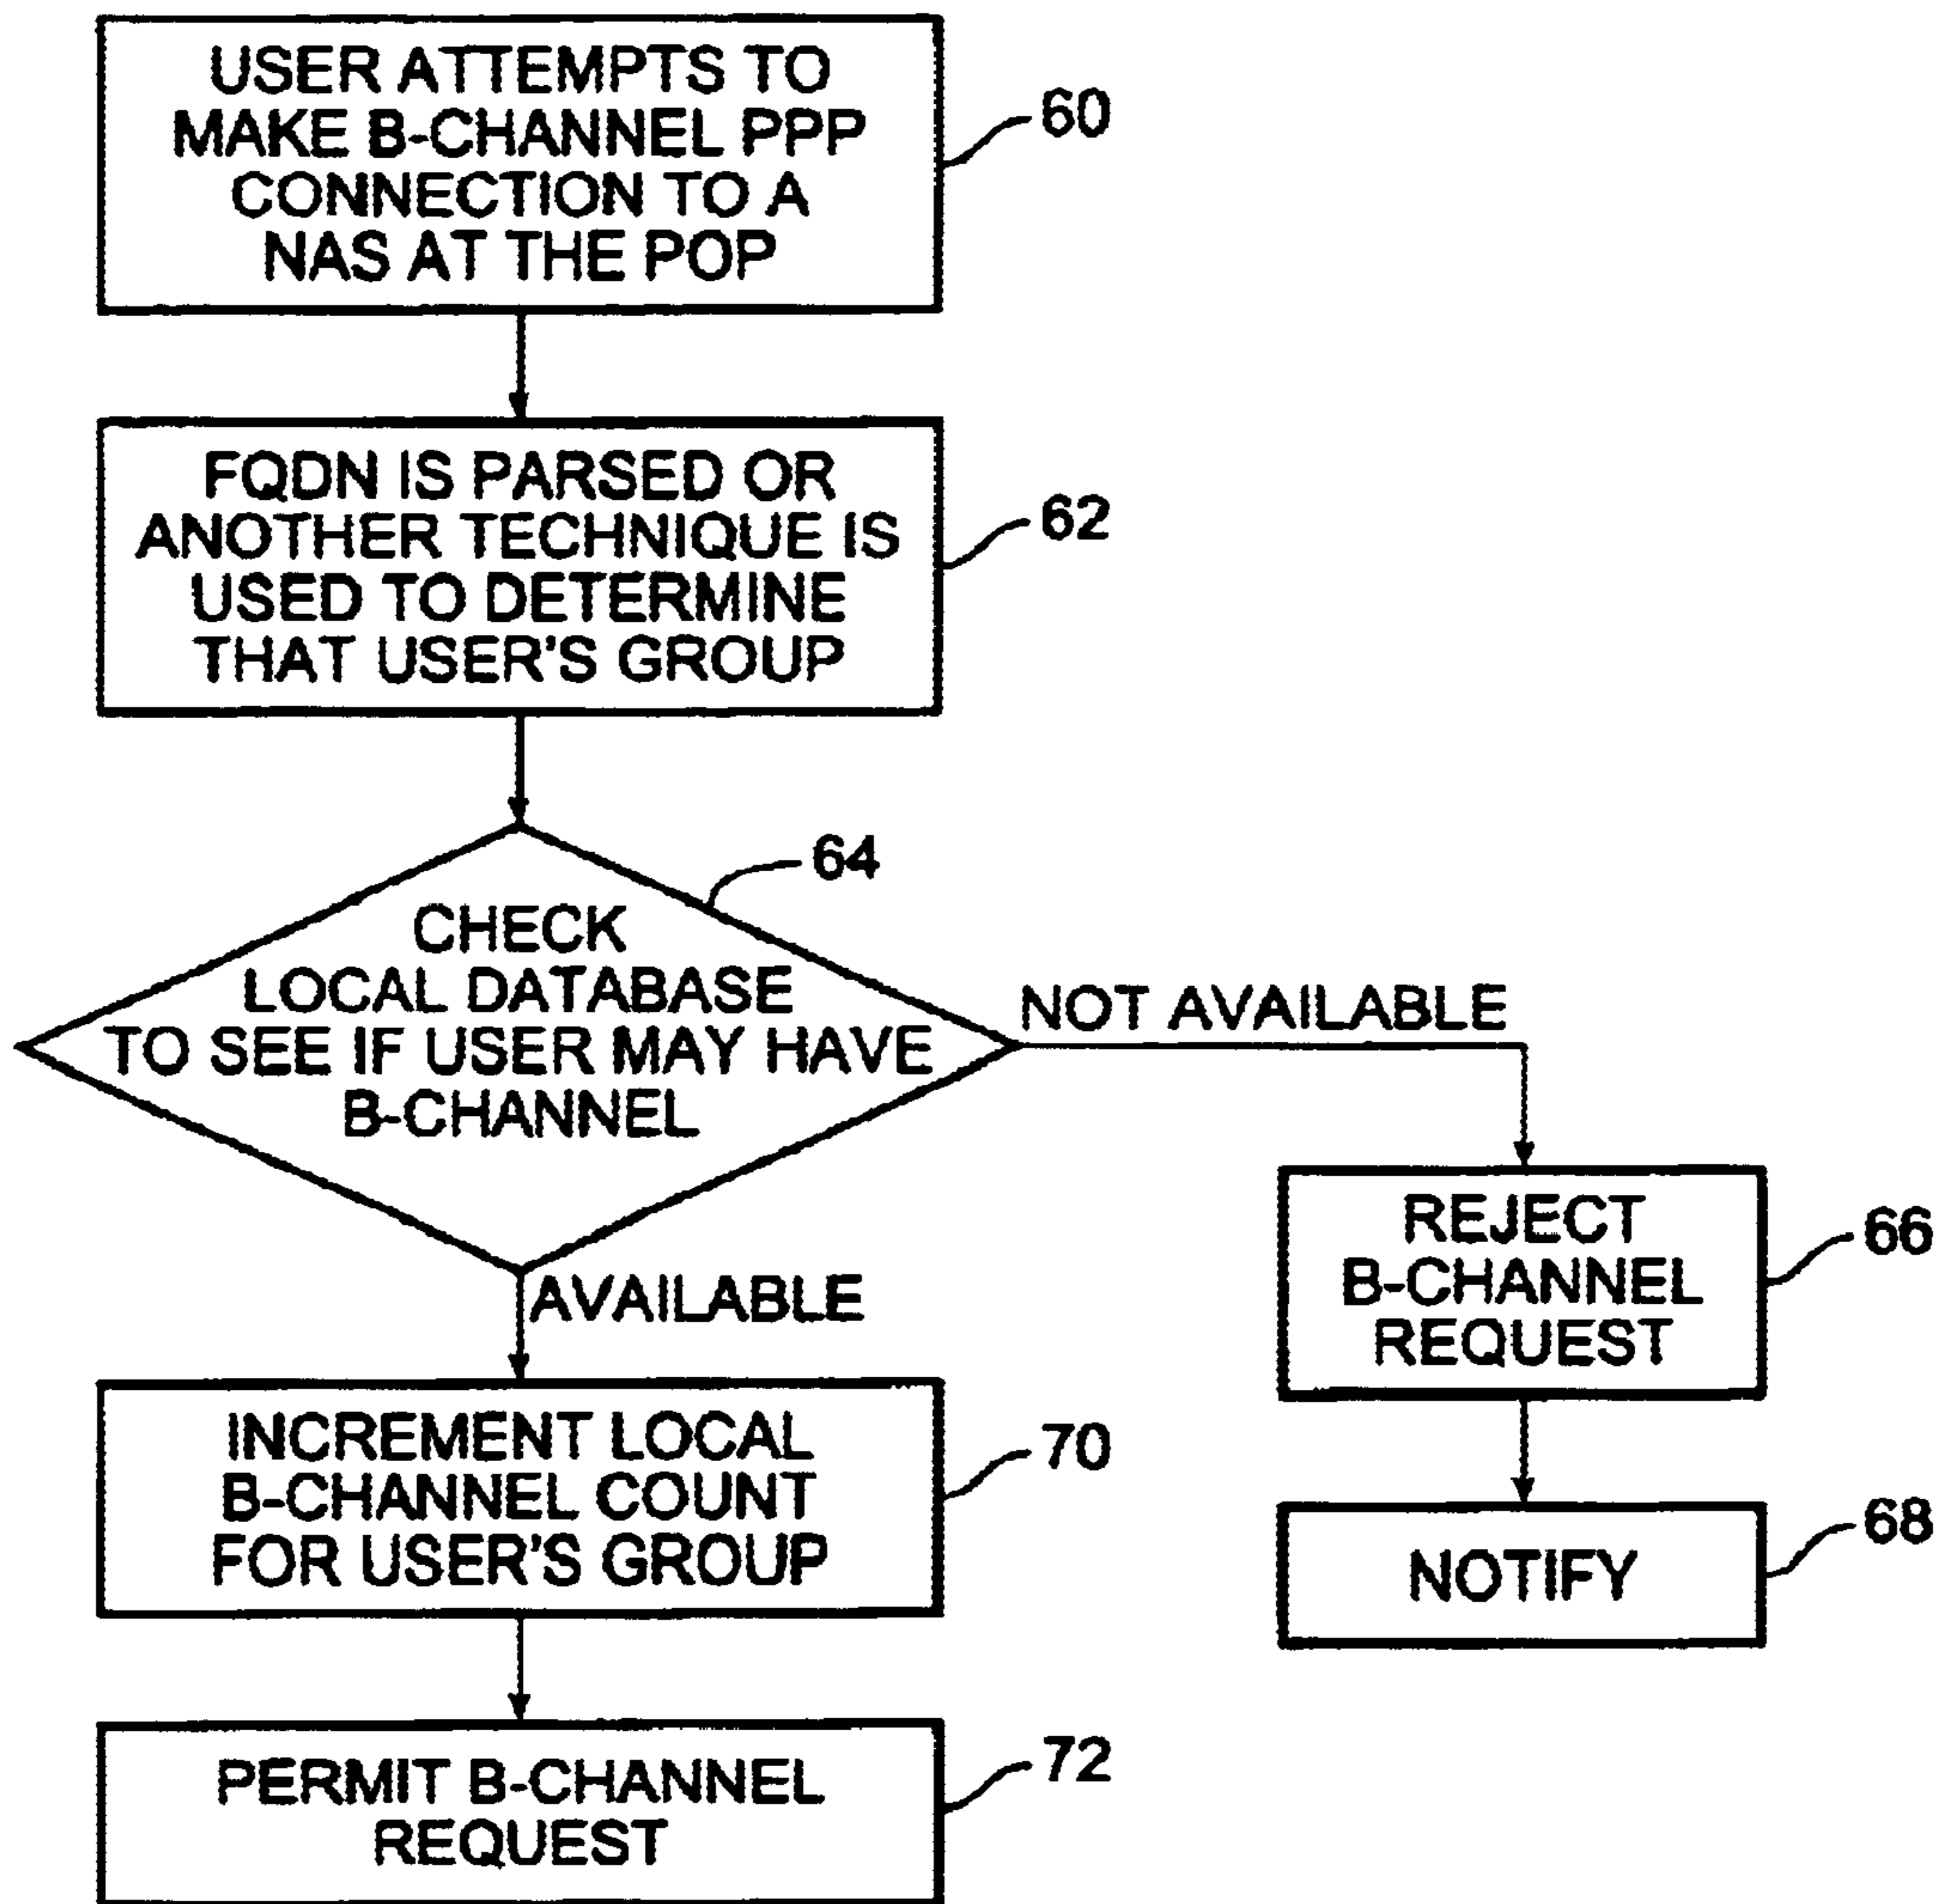 USER ATTEMPTS TO
MAKE B-CHANNEL PPP
CONNECTION TO A
NAS AT THE POP
60
FQDN IS PARSED OR
ANOTHER TECHNIQUE IS
USED TO DETERMINE
THAT USER'S GROUP
62
64
CHECK
LOCAL DATABASE
TO SEE IF USER MAY HAVE
B-CHANNEL
NOT AVAILABLE
REJECT
B-CHANNEL
REQUEST
66
NOTIFY
68
AVAILABLE
INCREMENT LOCAL
B-CHANNEL COUNT
FOR USER'S GROUP
70
PERMIT B-CHANNEL
REQUEST
72